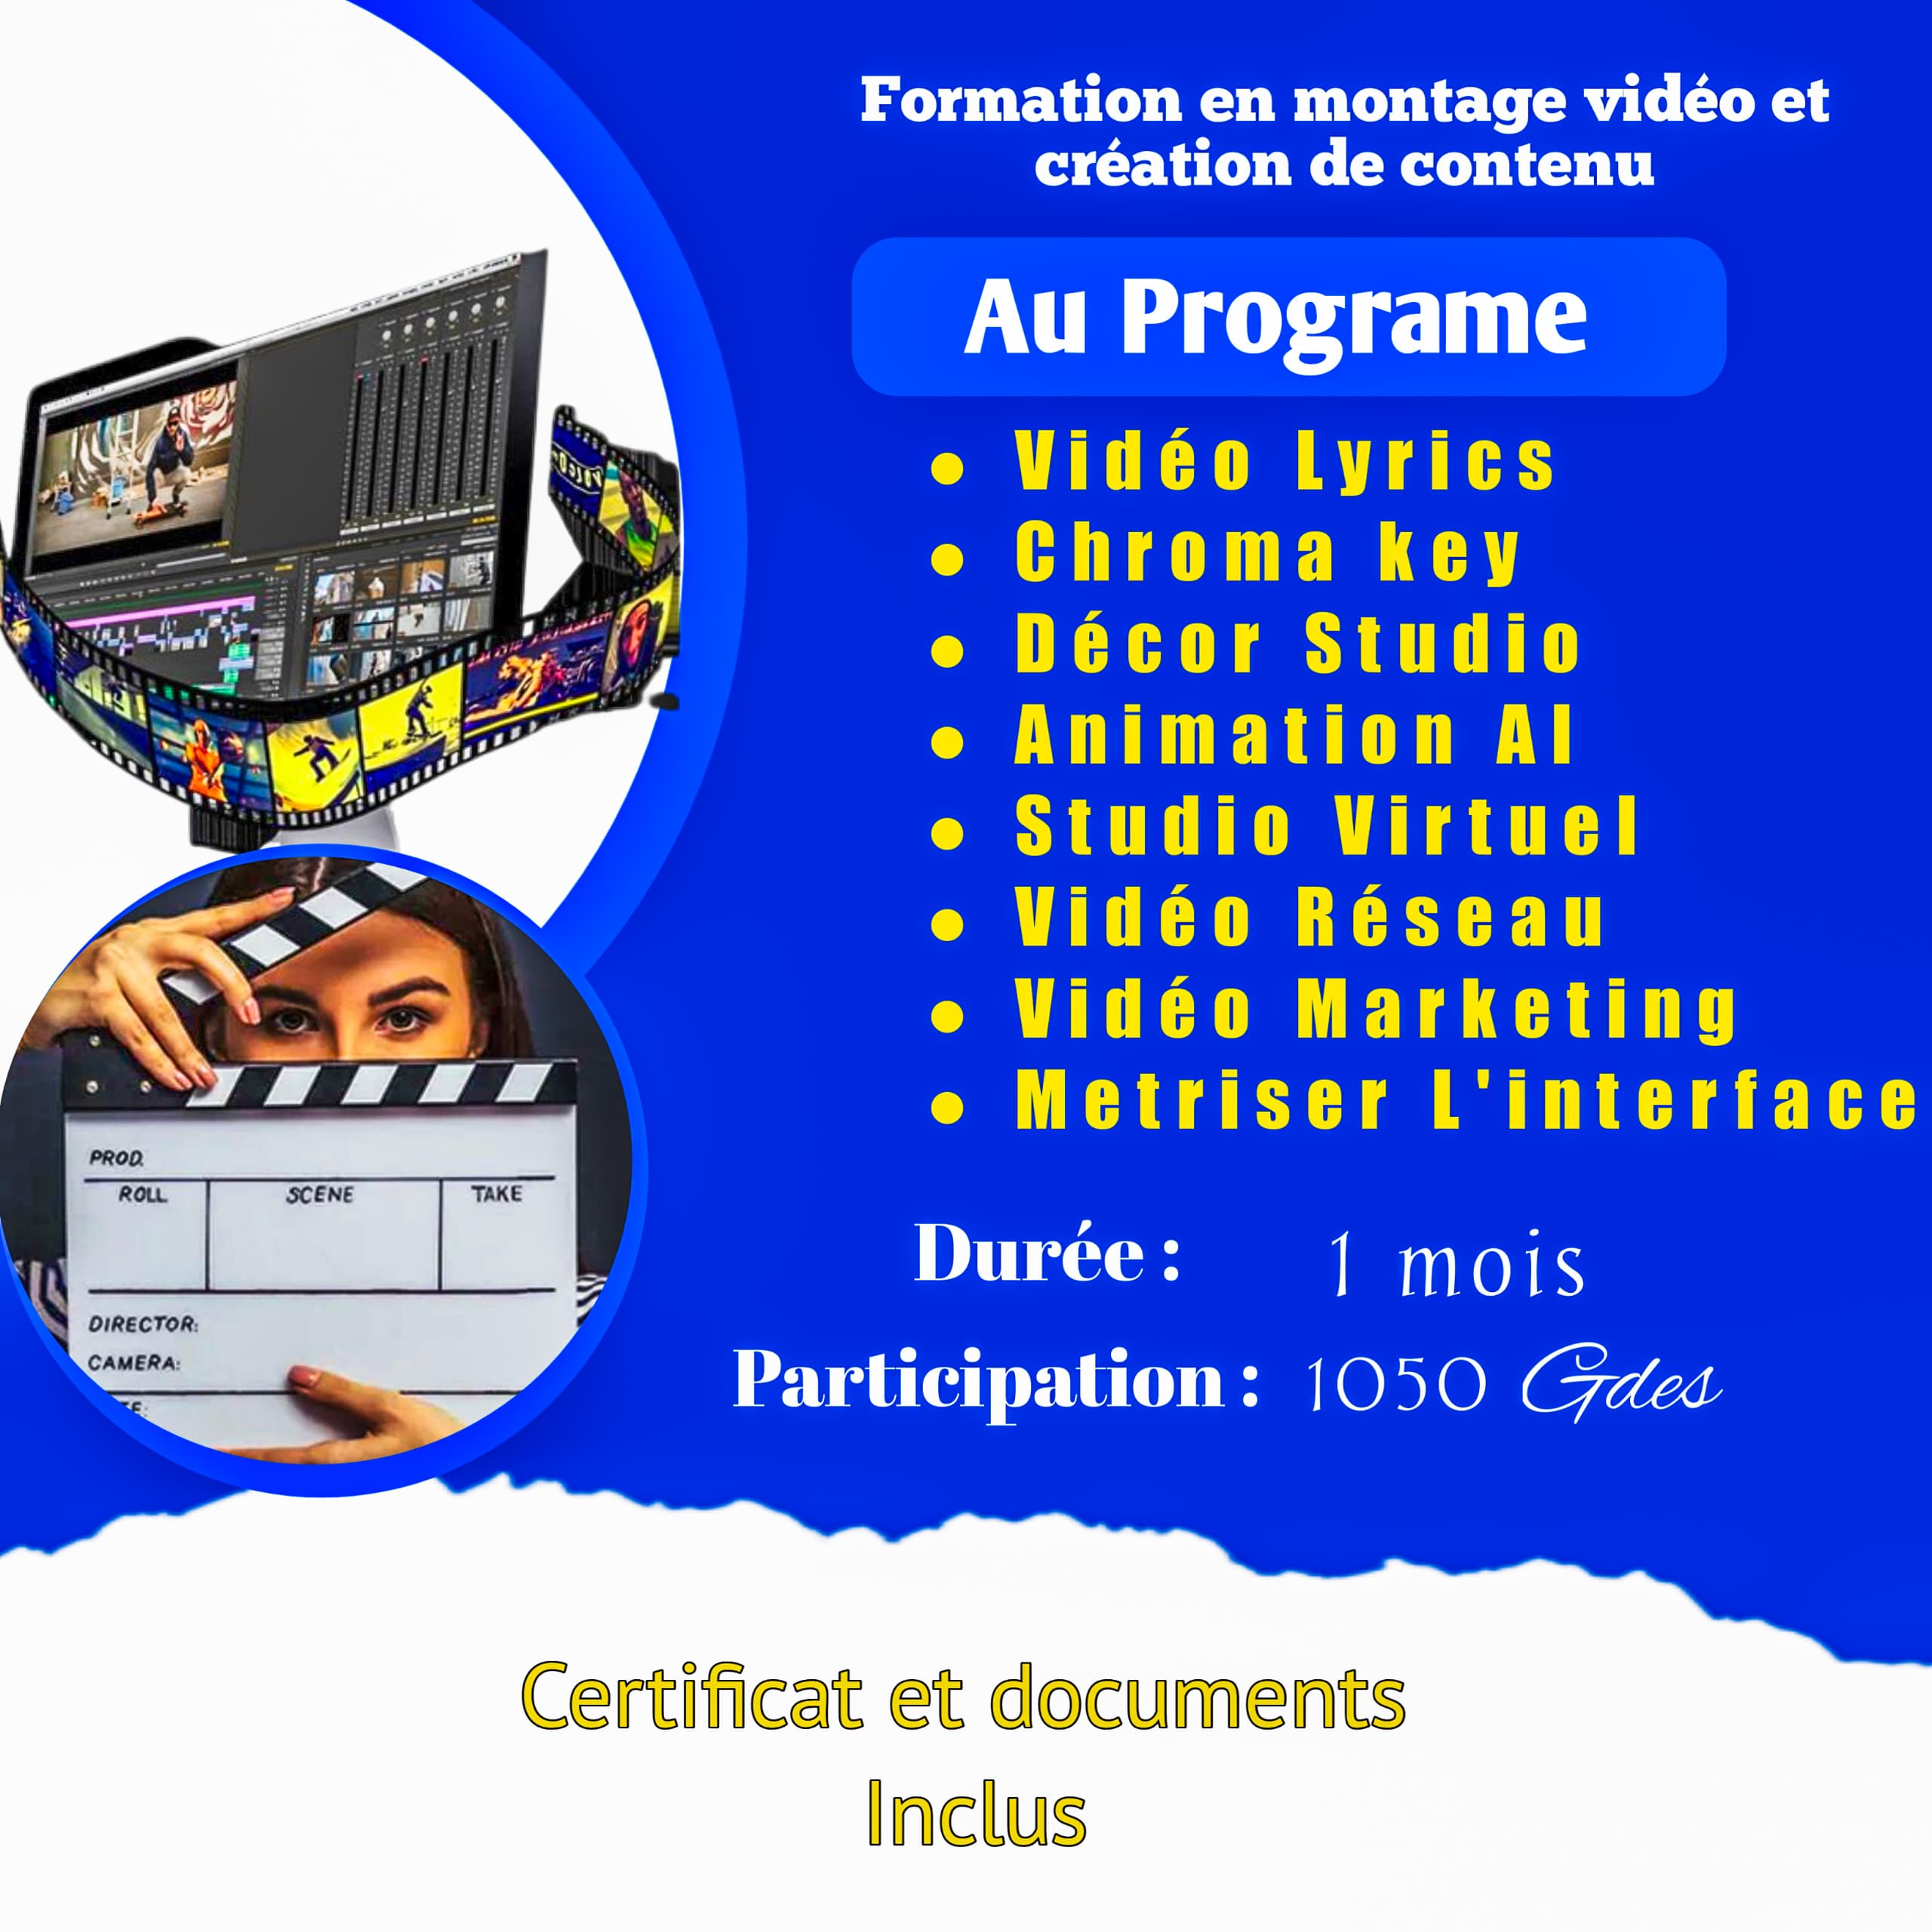 Formation en montage vidéo et
création de contenu
Au Programe
• Vidéo Lyrics
• Chroma key
• Décor Studio
• Animation AI
• Studio Virtuel
• Vidéo Réseau
• Vidéo Marketing
• Metriser L'interface
PROD.
ROLL SCENE TAKE
DIRECTOR:
CAMERA:
Durée : 1 mois
Participation : 1050 Gdes
Certificat et documents
Inclus